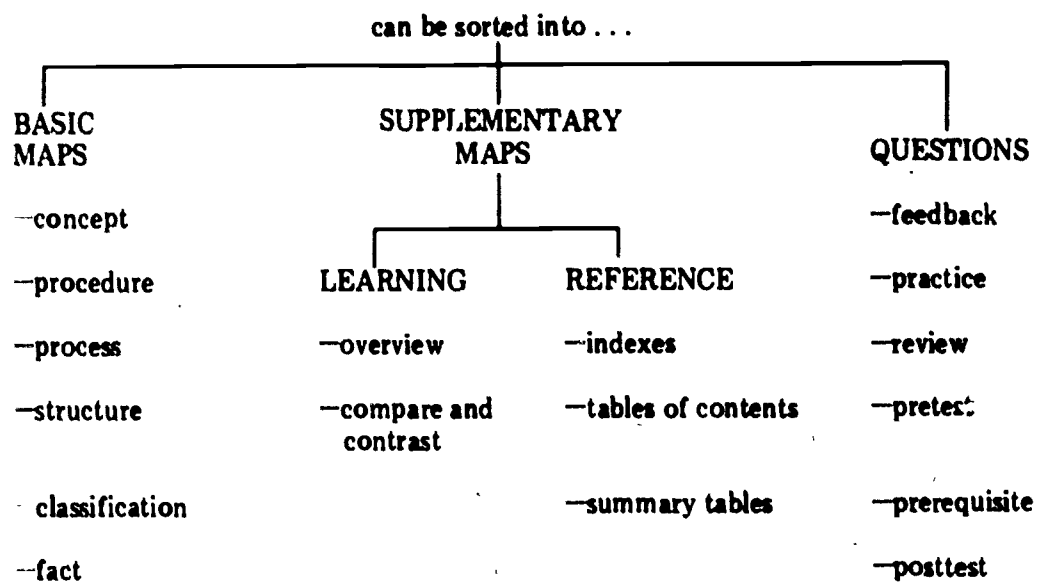 can be sorted into . . .
BASIC
MAPS
—concept
—procedure
—process
—structure
- classification
—fact
SUPPLEMENTARY
MAPS
LEARNING
—overview
—compare and
contrast
REFERENCE
—indexes
—tables of contents
—summary tables
QUESTIONS
—feedback
—practice
—review
—pretest
—prerequisite
—posttest